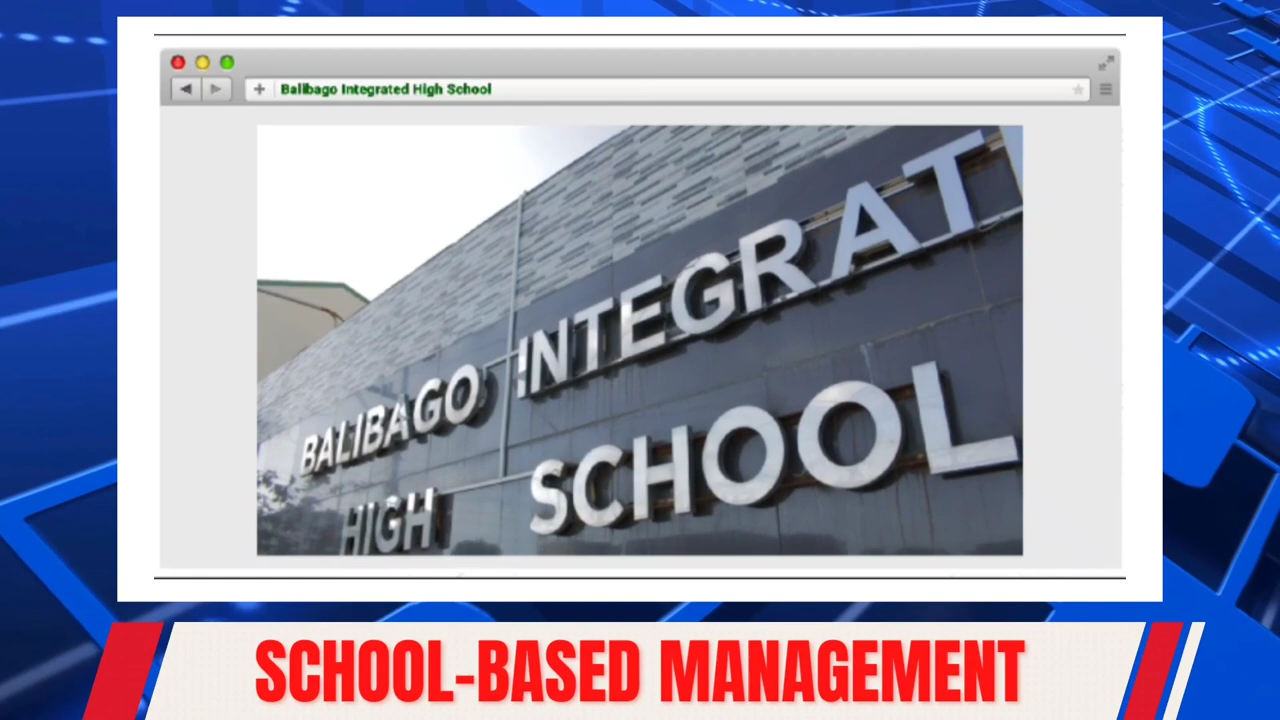 Balibago Integrated High School
BALIBAGO INTEGRAT
HIGH SCHOOL
SCHOOL-BASED MANAGEMENT